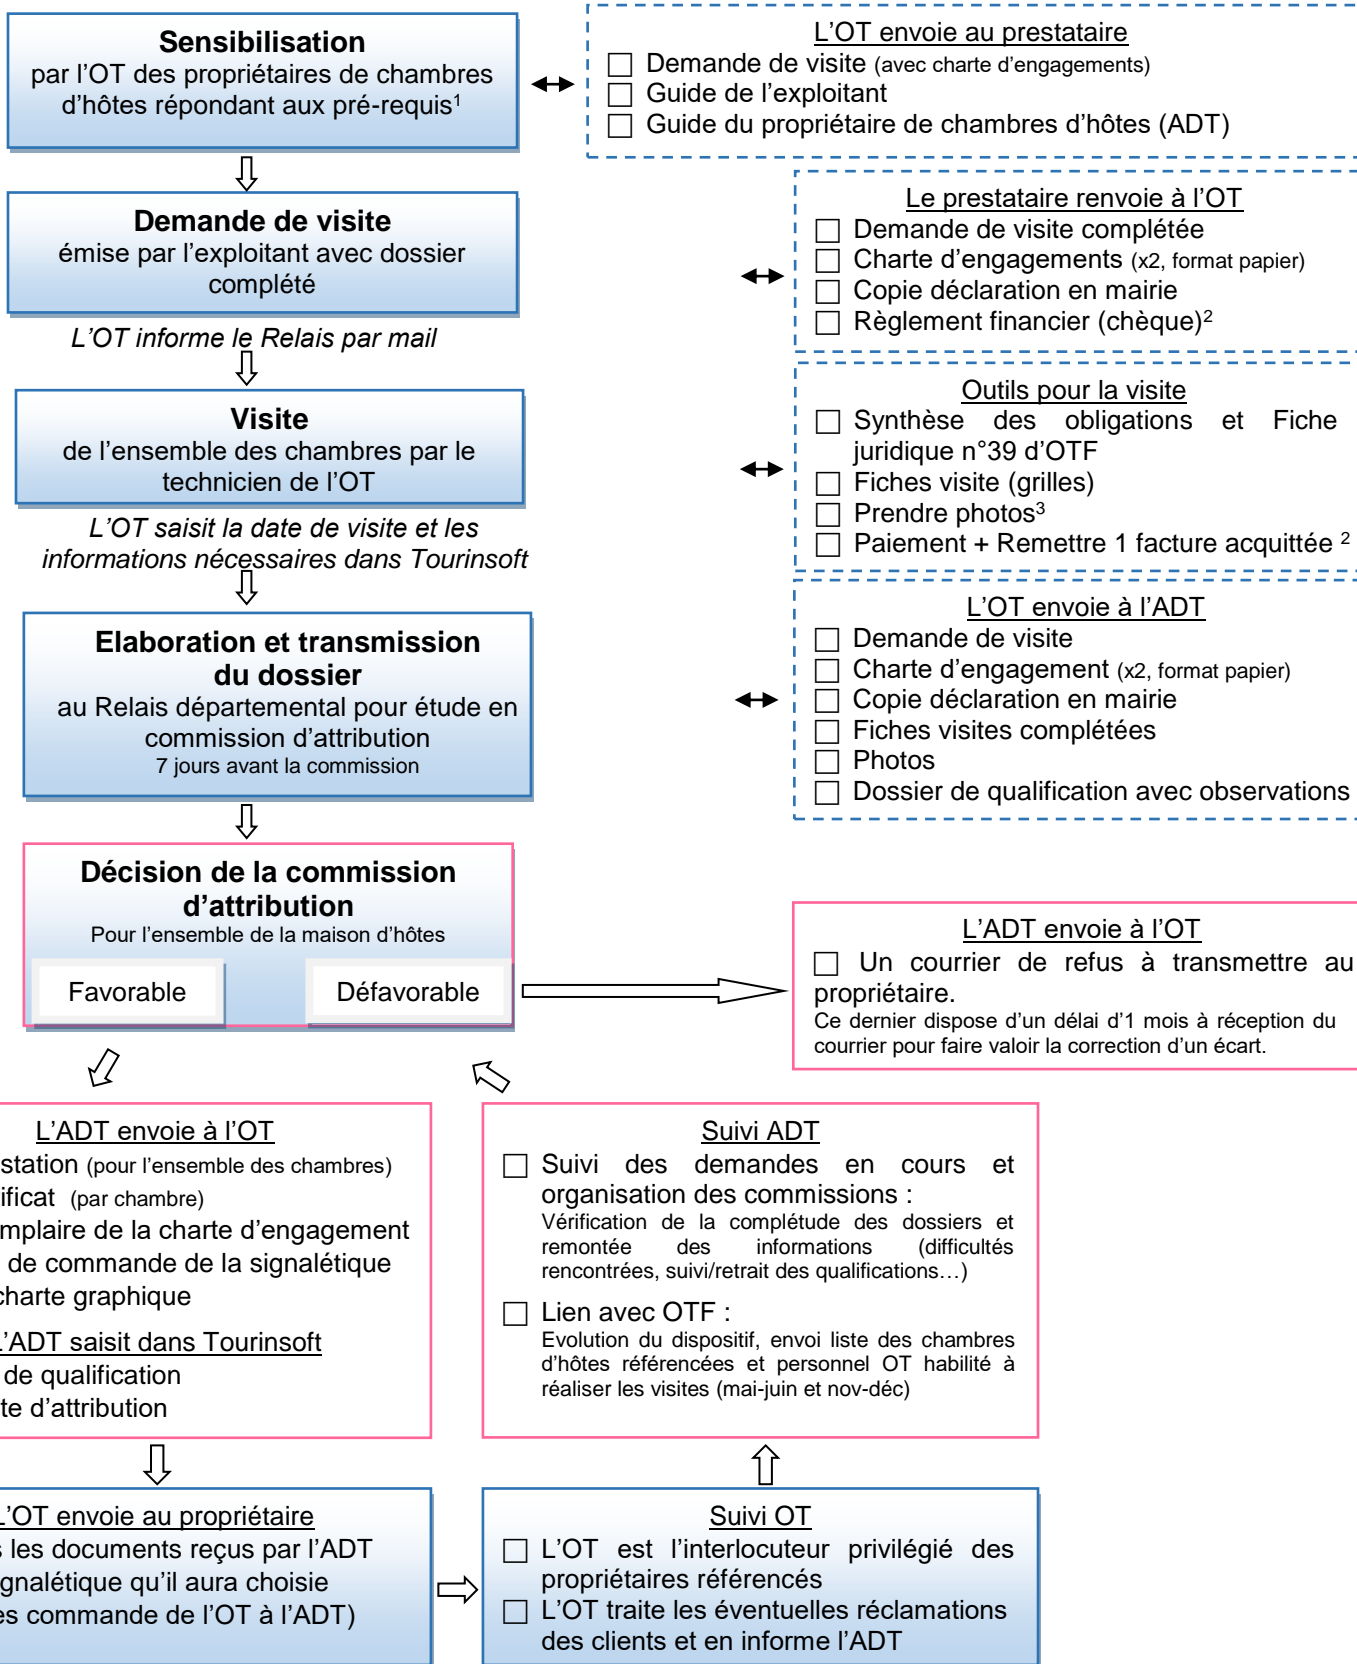 Sensibilisation
par l'OT des propriétaires de chambres
d'hôtes répondant aux pré-requis¹
L'OT envoie au prestataire
☐ Demande de visite (avec charte d'engagements)
☐ Guide de l'exploitant
☐ Guide du propriétaire de chambres d'hôtes (ADT)
Demande de visite
émise par l'exploitant avec dossier
complété
Le prestataire renvoie à l'OT
☐ Demande de visite complétée
☐ Charte d'engagements (x2, format papier)
☐ Copie déclaration en mairie
☐ Règlement financier (chèque)²
L'OT informe le Relais par mail
Visite
de l'ensemble des chambres par le
technicien de l'OT
Outils pour la visite
☐ Synthèse des obligations et Fiche
juridique n°39 d'OTF
☐ Fiches visite (grilles)
☐ Prendre photos³
☐ Paiement + Remettre 1 facture acquittée ²
L'OT saisit la date de visite et les
informations nécessaires dans Tourinsoft
Elaboration et transmission
du dossier
au Relais départemental pour étude en
commission d'attribution
7 jours avant la commission
L'OT envoie à l'ADT
☐ Demande de visite
☐ Charte d'engagement (x2, format papier)
☐ Copie déclaration en mairie
☐ Fiches visites complétées
☐ Photos
☐ Dossier de qualification avec observations
Décision de la commission
d'attribution
Pour l'ensemble de la maison d'hôtes
Favorable
Défavorable
L'ADT envoie à l'OT
☐ Un courrier de refus à transmettre au
propriétaire.
Ce dernier dispose d'un délai d'1 mois à réception du
courrier pour faire valoir la correction d'un écart.
L'ADT envoie à l'OT
station (pour l'ensemble des chambres)
ificat (par chambre)
mplaire de la charte d'engagement
de commande de la signalétique
charte graphique
L'ADT saisit dans Tourinsoft
de qualification
te d'attribution
Suivi ADT
☐ Suivi des demandes en cours et
organisation des commissions :
Vérification de la complétude des dossiers et
remontée des informations (difficultés
rencontrées, suivi/retrait des qualifications…)
☐ Lien avec OTF :
Evolution du dispositif, envoi liste des chambres
d'hôtes référencées et personnel OT habilité à
réaliser les visites (mai-juin et nov-déc)
L'OT envoie au propriétaire
s les documents reçus par l'ADT
gnalétique qu'il aura choisie
es commande de l'OT à l'ADT)
Suivi OT
☐ L'OT est l'interlocuteur privilégié des
propriétaires référencés
☐ L'OT traite les éventuelles réclamations
des clients et en informe l'ADT